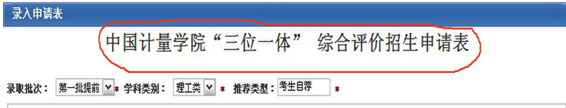 录入申请表
中国计量学院“三位一体” 综合评价招生申请表
录取批次： 第一批提前 * 学科类别： 理工类 * 推荐类型： 考生自荐 *